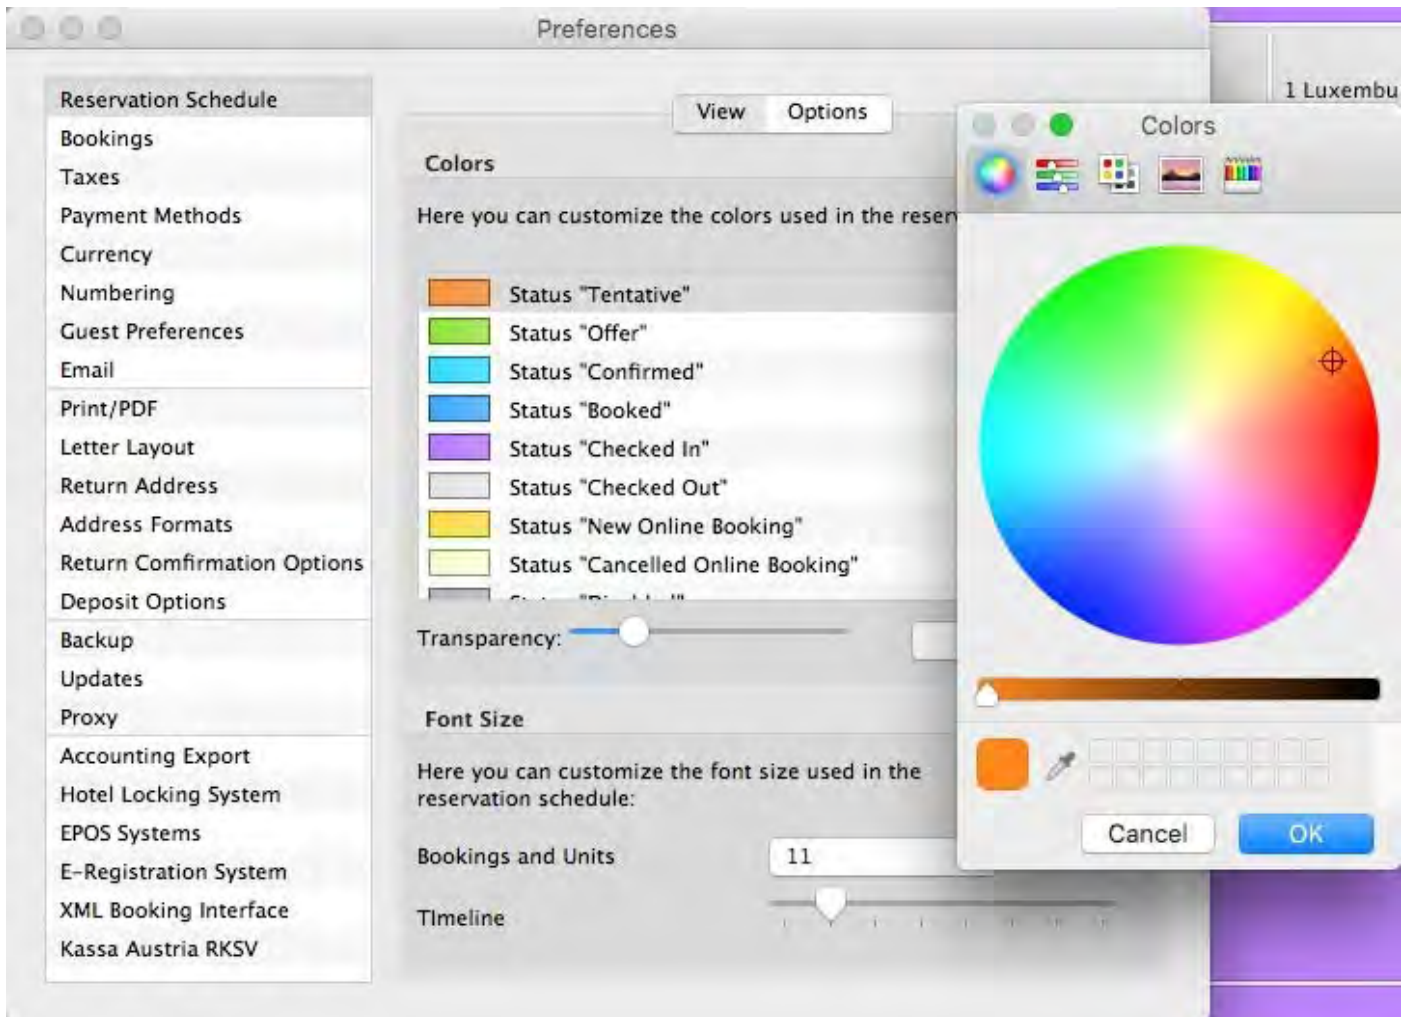 Preferences
Reservation Schedule
Bookings
Taxes
Payment Methods
Currency
Numbering
Guest Preferences
Email
Print/PDF
Letter Layout
Return Address
Address Formats
Return Comfirmation Options
Deposit Options
Backup
Updates
Proxy
Accounting Export
Hotel Locking System
EPOS Systems
E-Registration System
XML Booking Interface
Kassa Austria RKSV
View Options
Colors
Here you can customize the colors used in the reser
Status "Tentative"
Status "Offer"
Status "Confirmed"
Status "Booked"
Status "Checked In"
Status "Checked Out"
Status "New Online Booking"
Status "Cancelled Online Booking"
Transparency:
Font Size
Here you can customize the font size used in the
reservation schedule:
Bookings and Units 11
TImeline
1 Luxembu
Colors
Cancel OK